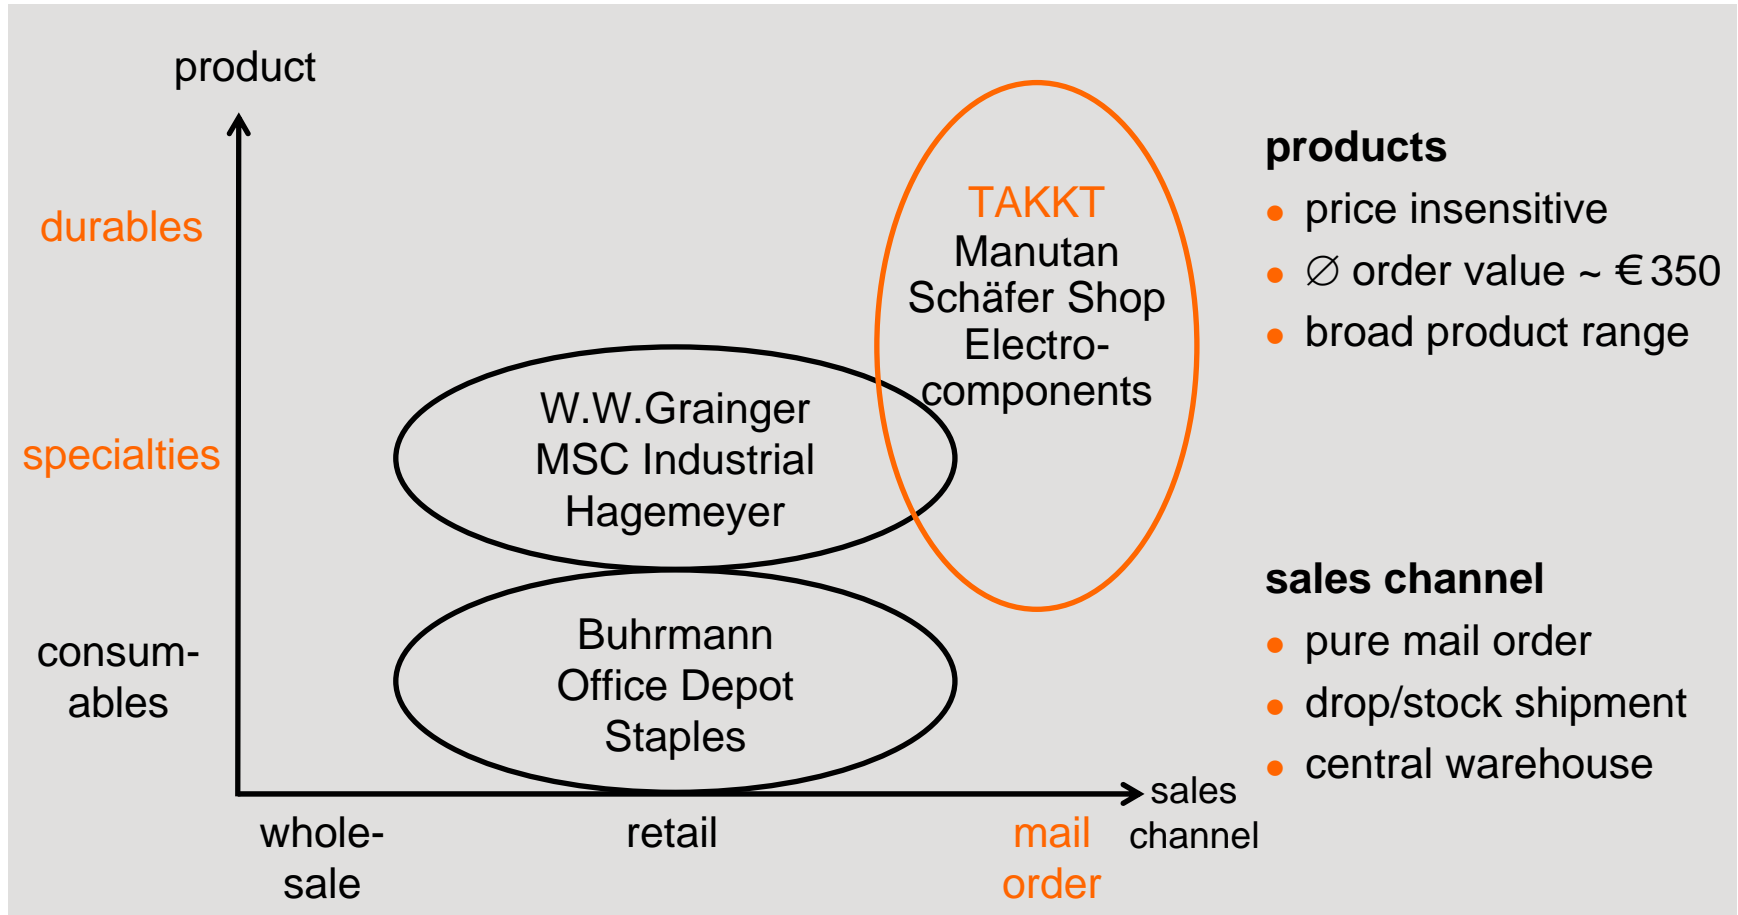 product
durables
specialties
consum-
ables
TAKKT
Manutan
Schäfer Shop
Electro-
components
W.W.Grainger
MSC Industrial
Hagemeyer
Buhrmann
Office Depot
Staples
whole-
sale
retail
mail
order
sales
channel
products
• price insensitive
• ∅ order value ~ € 350
• broad product range
sales channel
• pure mail order
• drop/stock shipment
• central warehouse